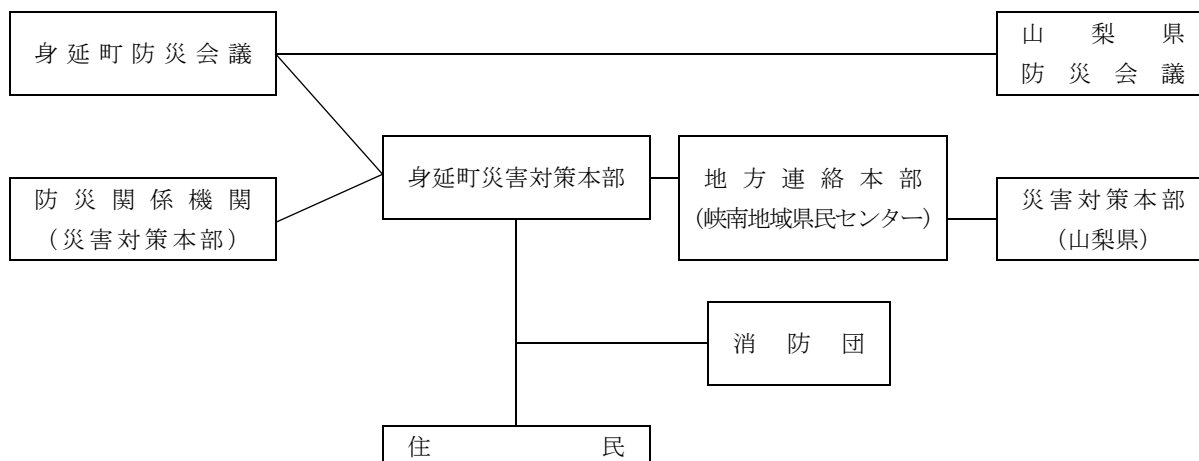 身延町防災会議
山梨県
防災会議
身延町災害対策本部
地方連絡本部
(峡南地域県民センター)
防災関係機関
(災害対策本部)
災害対策本部
(山梨県)
消防団
住民